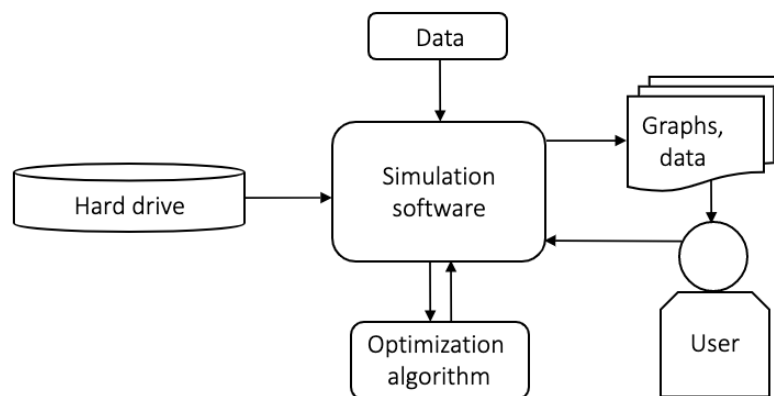 Data
Graphs,
data
Simulation
software
Hard drive
Optimization
algorithm
User